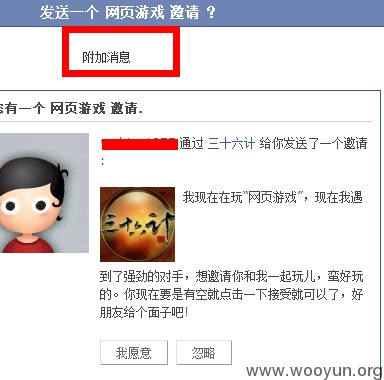 发送一个 网页游戏 邀请 ？
附加消息
您有一个 网页游戏 邀请.
通过 三十六计 给你发送了一个邀请
：
三十六计
我现在在玩“网页游戏”，现在我遇
到了强劲的对手，想邀请你和我一起玩儿，蛮好玩
的。你现在要是有空就点击一下接受就可以了，好
朋友给个面子吧!
我愿意 忽略
www.wooyun.org